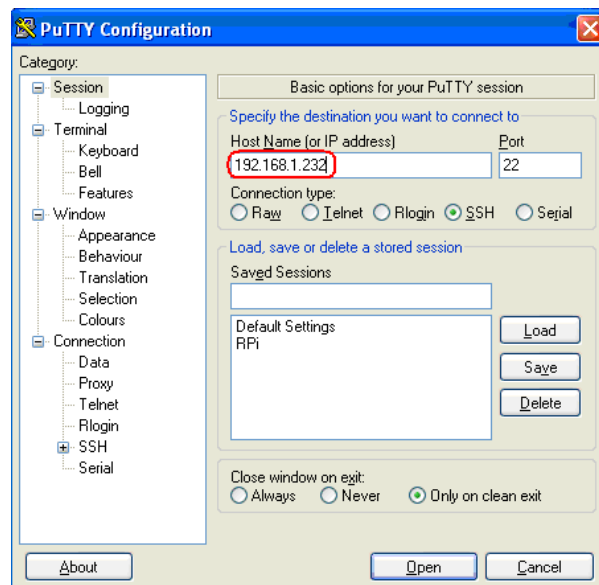 PuTTY Configuration
Category:
Session
Logging
Terminal
Keyboard
Bell
Features
Window
Appearance
Behaviour
Translation
Selection
Colours
Connection
Data
Proxy
Telnet
Rlogin
SSH
Serial
Basic options for your PuTTY session
Specify the destination you want to connect to
Host Name (or IP address) Port
192.168.1.232 22
Connection type:
Raw Telnet Rlogin SSH Serial
Load, save or delete a stored session
Saved Sessions
Default Settings
RPi
Load
Save
Delete
Close window on exit:
Always Never Only on clean exit
About Open Cancel